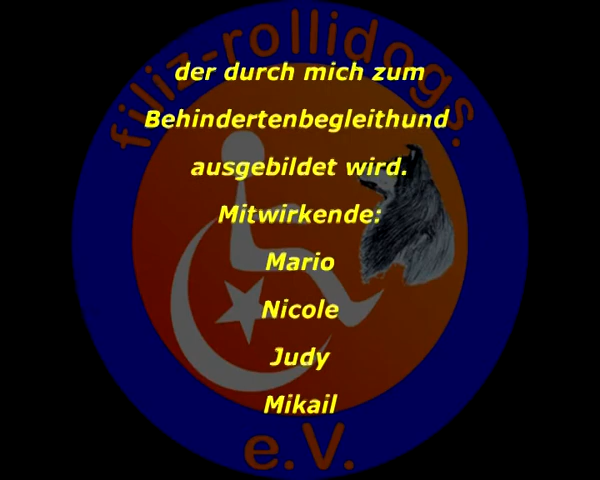 filiz-rollidogs.
der durch mich zum
Behindertenbegleithund
ausgebildet wird.
Mitwirkende:
Mario
Nicole
Judy
Mikail
e.V.